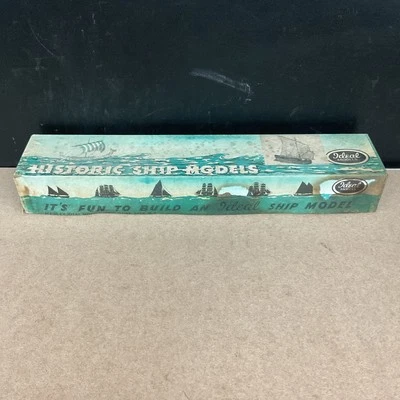 Ideal
HISTORIC SHIP MODELS
Ideal
IT'S FUN TO BUILD AN Ideal SHIP MODEL